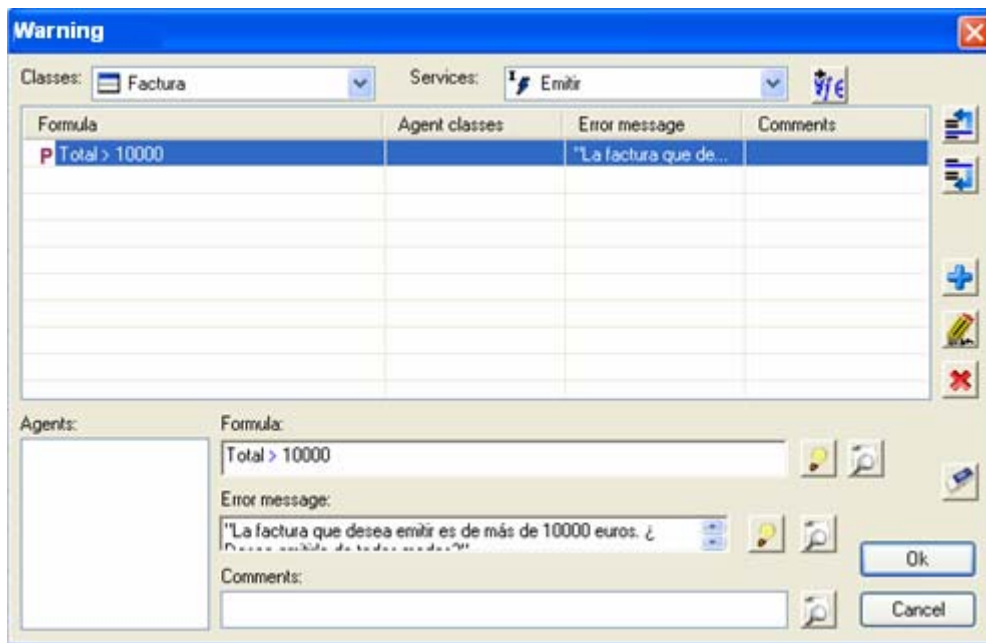 Warning
Classes: Factura Services: Emitir
Formula Agent classes Error message Comments
P Total > 10000 "La factura que de...
Agents: Formula:
Total > 10000
Error message:
"La factura que desea emitir es de más de 10000 euros. ¿
Comments:
Ok
Cancel